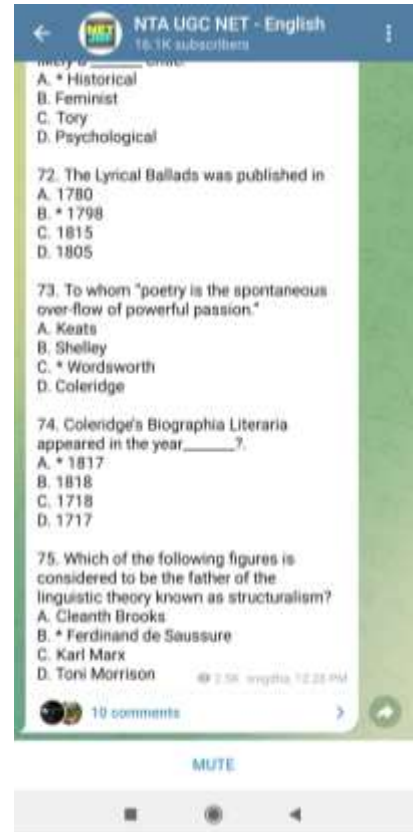 NTA UGC NET - English
16.1K subscribers
A. * Historical
B. Feminist
C. Tory
D. Psychological
72. The Lyrical Ballads was published in
A. 1780
B. * 1798
C. 1815
D. 1805
73. To whom "poetry is the spontaneous
over-flow of powerful passion."
A. Keats
B. Shelley
C. * Wordsworth
D. Coleridge
74. Coleridge's Biographia Literaria
appeared in the year_______?.
A. * 1817
B. 1818
C. 1718
D. 1717
75. Which of the following figures is
considered to be the father of the
linguistic theory known as structuralism?
A. Cleanth Brooks
B. * Ferdinand de Saussure
C. Karl Marx
D. Toni Morrison
10 comments
MUTE